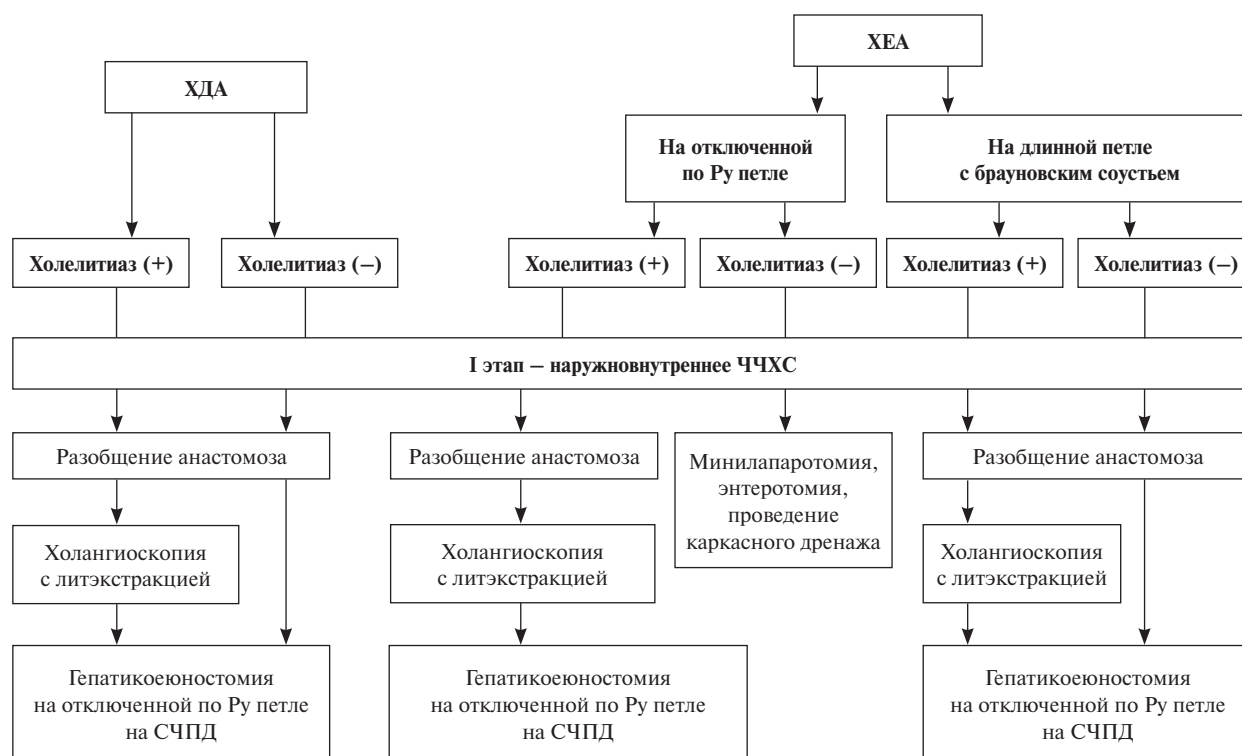 ХЕА
ХДА
На отключенной
по Ру петле
На длинной петле
с брауновским соустьем
Холелитиаз (+)
Холелитиаз (–)
Холелитиаз (+)
Холелитиаз (–)
Холелитиаз (+)
Холелитиаз (–)
I этап – наружновнутреннее ЧЧХС
Разобщение анастомоза
Разобщение анастомоза
Минилапаротомия,
энтеротомия,
проведение
каркасного дренажа
Разобщение анастомоза
Холангиоскопия
с литэкстракцией
Холангиоскопия
с литэкстракцией
Холангиоскопия
с литэкстракцией
Гепатикоеюностомия
на отключенной по Ру петле
на СЧПД
Гепатикоеюностомия
на отключенной по Ру петле
на СЧПД
Гепатикоеюностомия
на отключенной по Ру петле
на СЧПД